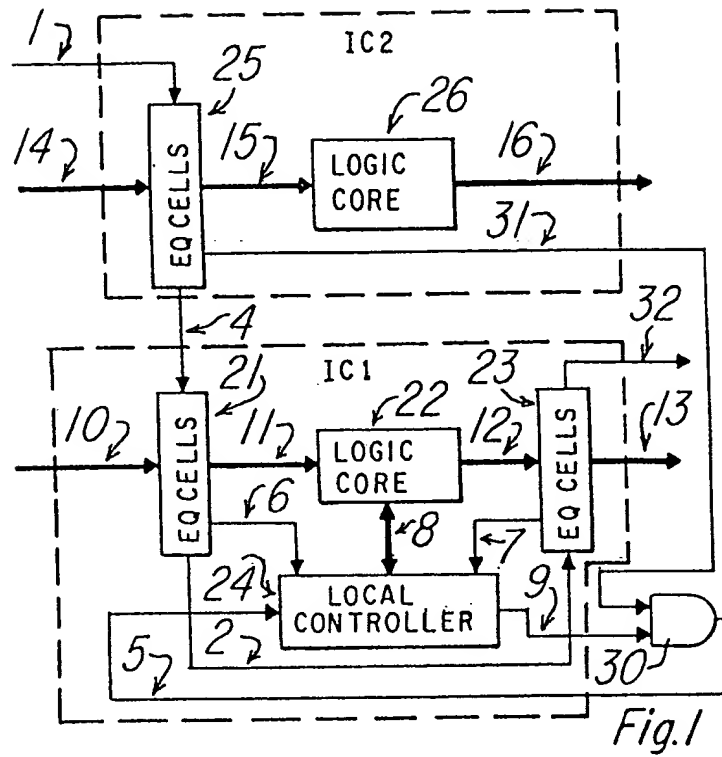 1
IC2
25
26
14
15
16
EQ CELLS
LOGIC
CORE
31
4
32
IC1
21
22
23
13
10
11
12
EQ CELLS
LOGIC
CORE
EQ CELLS
6
8
7
24
LOCAL
CONTROLLER
9
2
5
30
Fig.1